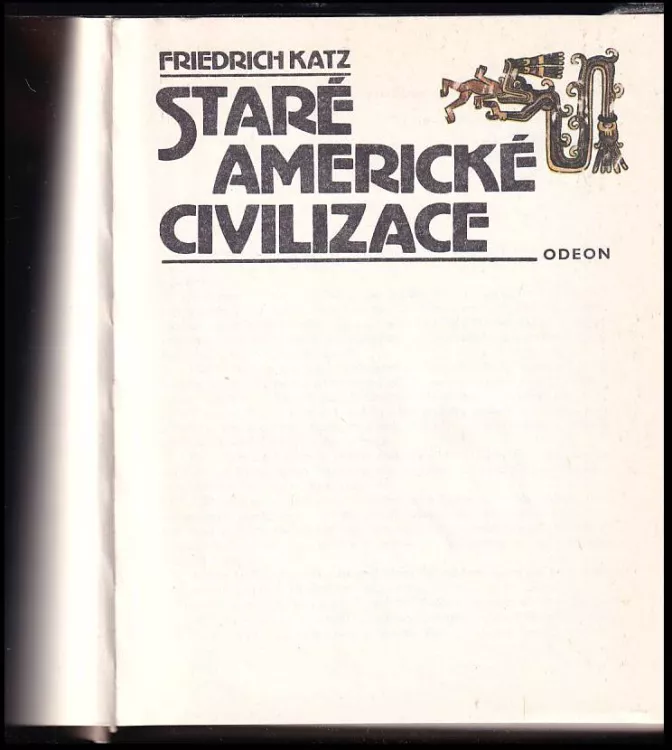 FRIEDRICH KATZ
STARÉ
AMERICKÉ
CIVILIZACE
ODEON